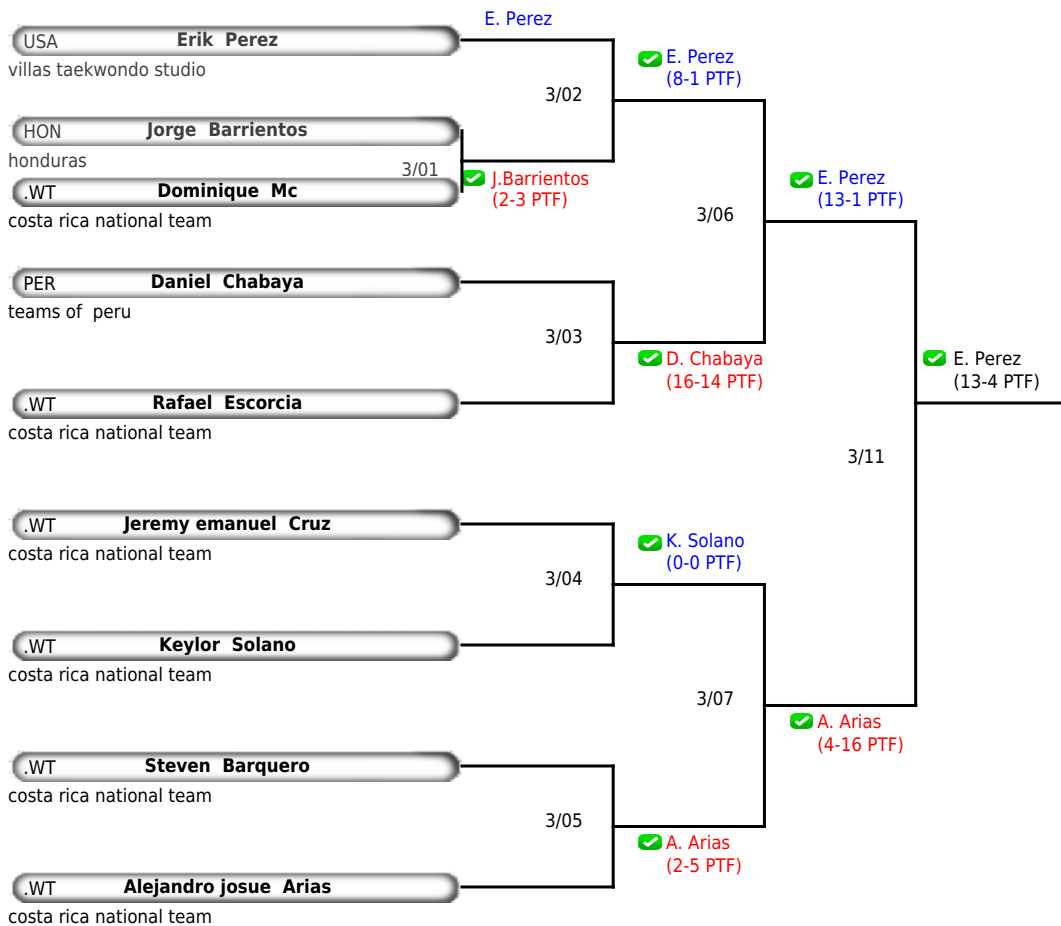 E. Perez
USA Erik Perez
villas taekwondo studio
E. Perez
(8-1 PTF)
3/02
HON Jorge Barrientos
honduras
3/01
.WT Dominique Mc
costa rica national team
J.Barrientos
(2-3 PTF)
E. Perez
(13-1 PTF)
3/06
PER Daniel Chabaya
teams of peru
3/03
D. Chabaya
(16-14 PTF)
E. Perez
(13-4 PTF)
.WT Rafael Escorcia
costa rica national team
3/11
.WT Jeremy emanuel Cruz
costa rica national team
K. Solano
(0-0 PTF)
3/04
.WT Keylor Solano
costa rica national team
3/07
A. Arias
(4-16 PTF)
.WT Steven Barquero
costa rica national team
3/05
A. Arias
(2-5 PTF)
.WT Alejandro josue Arias
costa rica national team